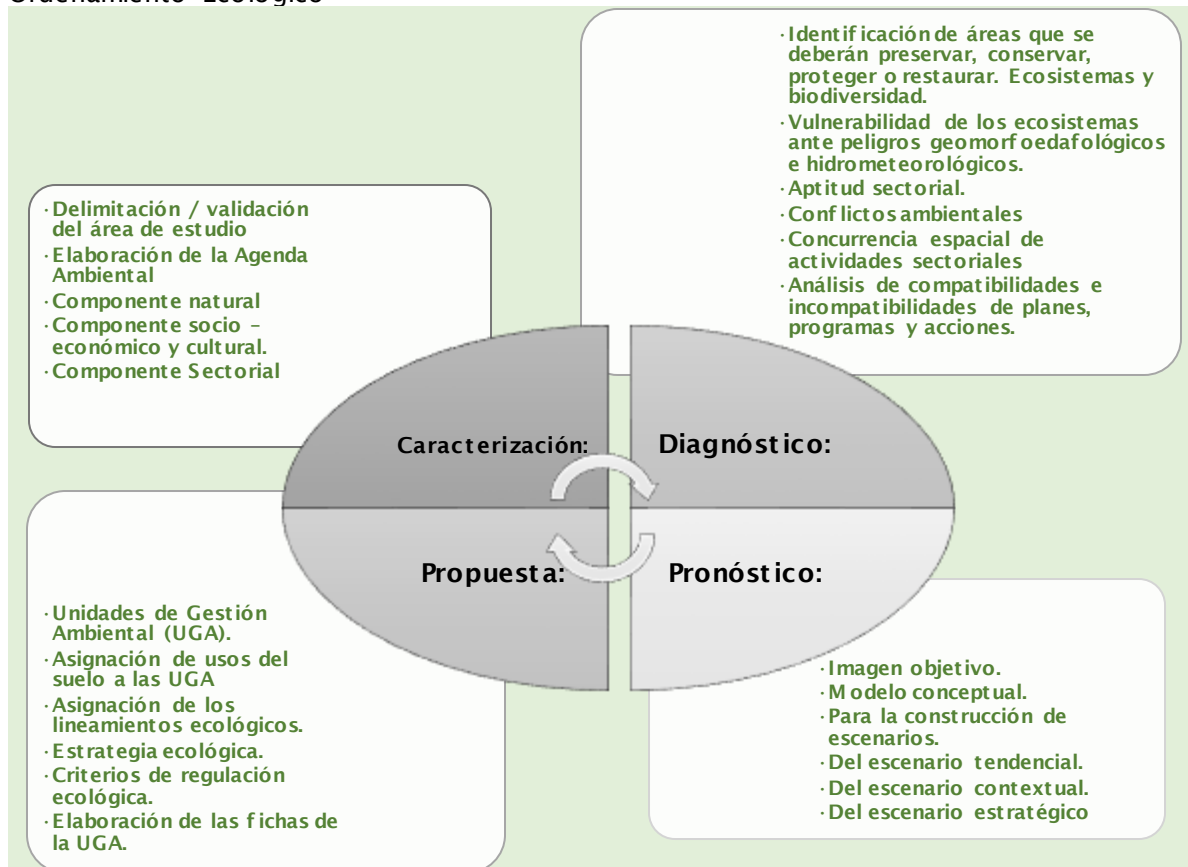 Ordenamiento Ecológico
·Delimitación / validación
del área de estudio
·Elaboración de la Agenda
Ambiental
·Componente natural
·Componente socio –
económico y cultural.
·Componente Sectorial
·Identificación de áreas que se
deberán preservar, conservar,
proteger o restaurar. Ecosistemas y
biodiversidad.
·Vulnerabilidad de los ecosistemas
ante peligros geomorfoedafológicos
e hidrometeorológicos.
·Aptitud sectorial.
·Conflictos ambientales
·Concurrencia espacial de
actividades sectoriales
·Análisis de compatibilidades e
incompatibilidades de planes,
programas y acciones.
Caracterización:
Diagnóstico:
Propuesta:
Pronóstico:
·Unidades de Gestión
Ambiental (UGA).
·Asignación de usos del
suelo a las UGA
·Asignación de los
lineamientos ecológicos.
·Estrategia ecológica.
·Criterios de regulación
ecológica.
·Elaboración de las fichas de
la UGA.
·Imagen objetivo.
·Modelo conceptual.
·Para la construcción de
escenarios.
·Del escenario tendencial.
·Del escenario contextual.
·Del escenario estratégico